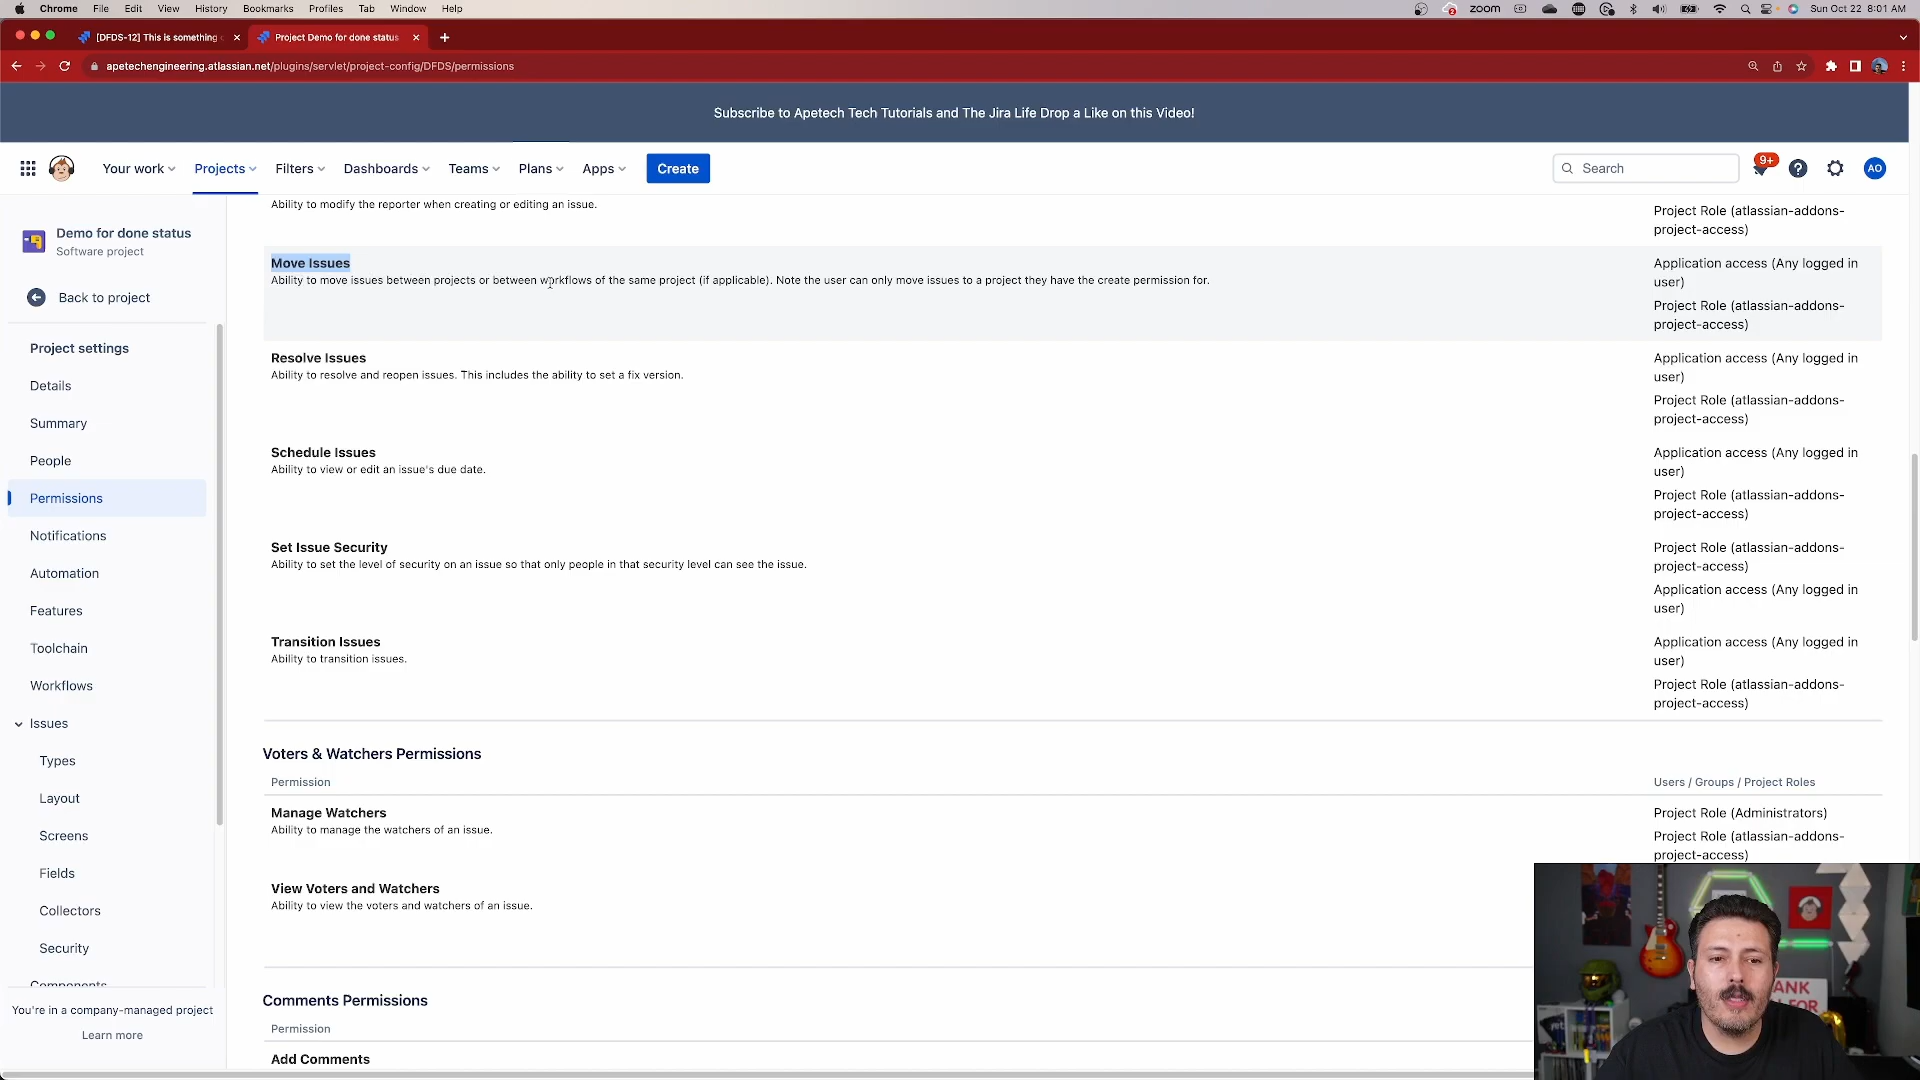 Chrome File Edit View History Bookmarks Profiles Tab Window Help
2 zoom Sun Oct 22 8:01 AM
[DFDS-12] This is something
Project Demo for done status
apetechengineering.atlassian.net/plugins/servlet/project-config/DFDS/permissions
Subscribe to Apetech Tech Tutorials and The Jira Life Drop a Like on this Video!
Your work Projects Filters Dashboards Teams Plans Apps Create Search 9+ AO
Demo for done status
Software project
Back to project
Project settings
Details
Summary
People
Permissions
Notifications
Automation
Features
Toolchain
Workflows
Issues
Types
Layout
Screens
Fields
Collectors
Security
Components
You're in a company-managed project
Learn more
Ability to modify the reporter when creating or editing an issue.
Project Role (atlassian-addons-
project-access)
Move Issues
Ability to move issues between projects or between workflows of the same project (if applicable). Note the user can only move issues to a project they have the create permission for.
Application access (Any logged in
user)
Project Role (atlassian-addons-
project-access)
Resolve Issues
Ability to resolve and reopen issues. This includes the ability to set a fix version.
Application access (Any logged in
user)
Project Role (atlassian-addons-
project-access)
Schedule Issues
Ability to view or edit an issue's due date.
Application access (Any logged in
user)
Project Role (atlassian-addons-
project-access)
Set Issue Security
Ability to set the level of security on an issue so that only people in that security level can see the issue.
Project Role (atlassian-addons-
project-access)
Application access (Any logged in
user)
Transition Issues
Ability to transition issues.
Application access (Any logged in
user)
Project Role (atlassian-addons-
project-access)
Voters & Watchers Permissions
Permission Users / Groups / Project Roles
Manage Watchers
Ability to manage the watchers of an issue.
Project Role (Administrators)
Project Role (atlassian-addons-
project-access)
View Voters and Watchers
Ability to view the voters and watchers of an issue.
Comments Permissions
Permission
Add Comments